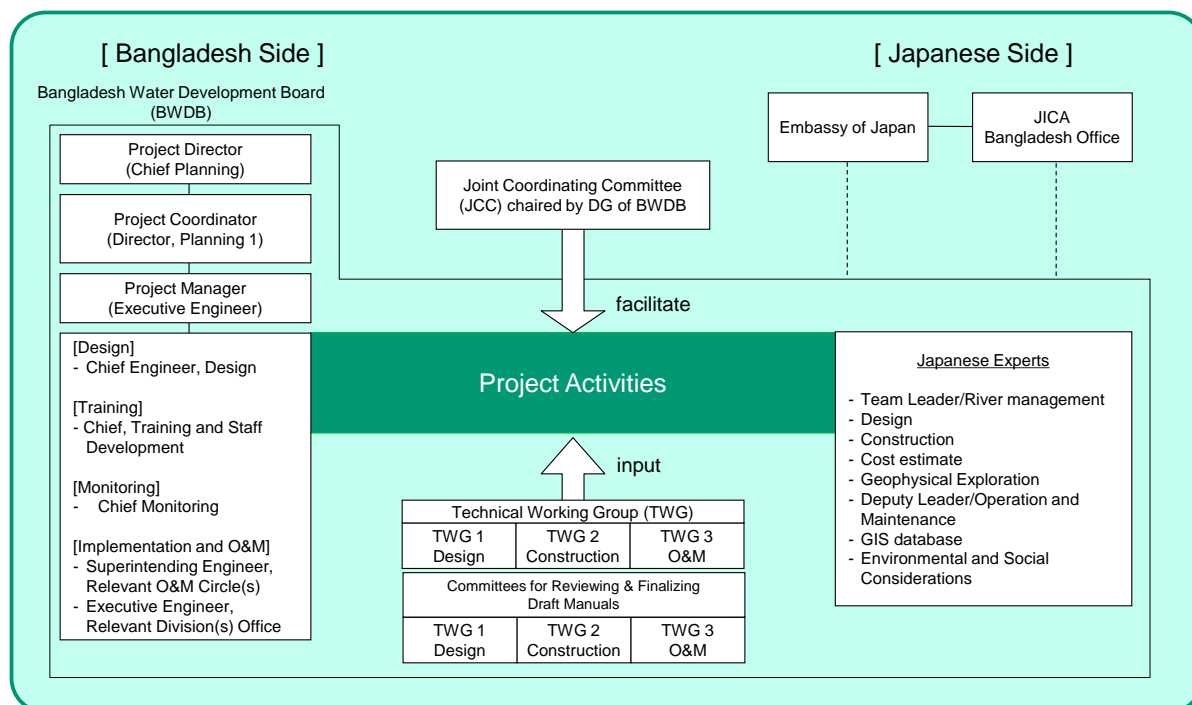 [ Bangladesh Side ]
Bangladesh Water Development Board
(BWDB)
Project Director
(Chief Planning)
Project Coordinator
(Director, Planning 1)
Project Manager
(Executive Engineer)
[Design]
- Chief Engineer, Design
[Training]
- Chief, Training and Staff
Development
[Monitoring]
- Chief Monitoring
[Implementation and O&M]
- Superintending Engineer,
Relevant O&M Circle(s)
- Executive Engineer,
Relevant Division(s) Office
Joint Coordinating Committee
(JCC) chaired by DG of BWDB
facilitate
Project Activities
input
Technical Working Group (TWG)
TWG 1
Design
TWG 2
Construction
TWG 3
O&M
Committees for Reviewing & Finalizing
Draft Manuals
TWG 1
Design
TWG 2
Construction
TWG 3
O&M
[ Japanese Side ]
Embassy of Japan
JICA
Bangladesh Office
Japanese Experts
- Team Leader/River management
- Design
- Construction
- Cost estimate
- Geophysical Exploration
- Deputy Leader/Operation and
Maintenance
- GIS database
- Environmental and Social
Considerations